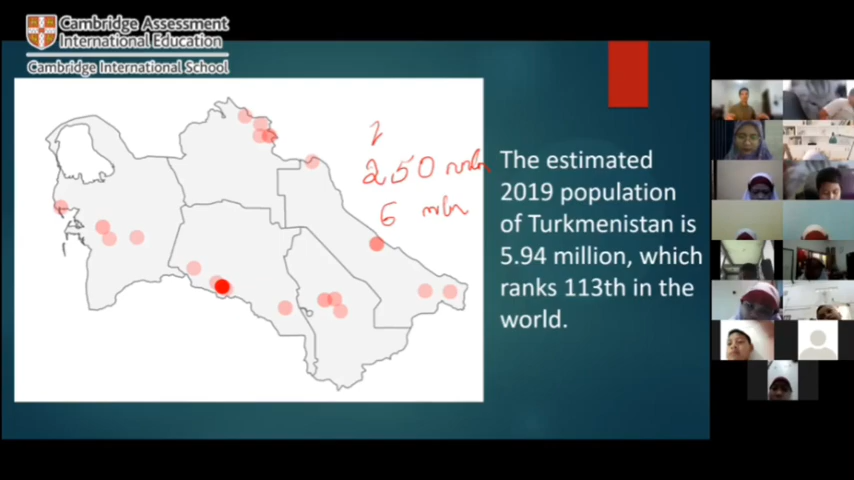 Cambridge Assessment
International Education
Cambridge International School
250 mln
6 mln
The estimated
2019 population
of Turkmenistan is
5.94 million, which
ranks 113th in the
world.